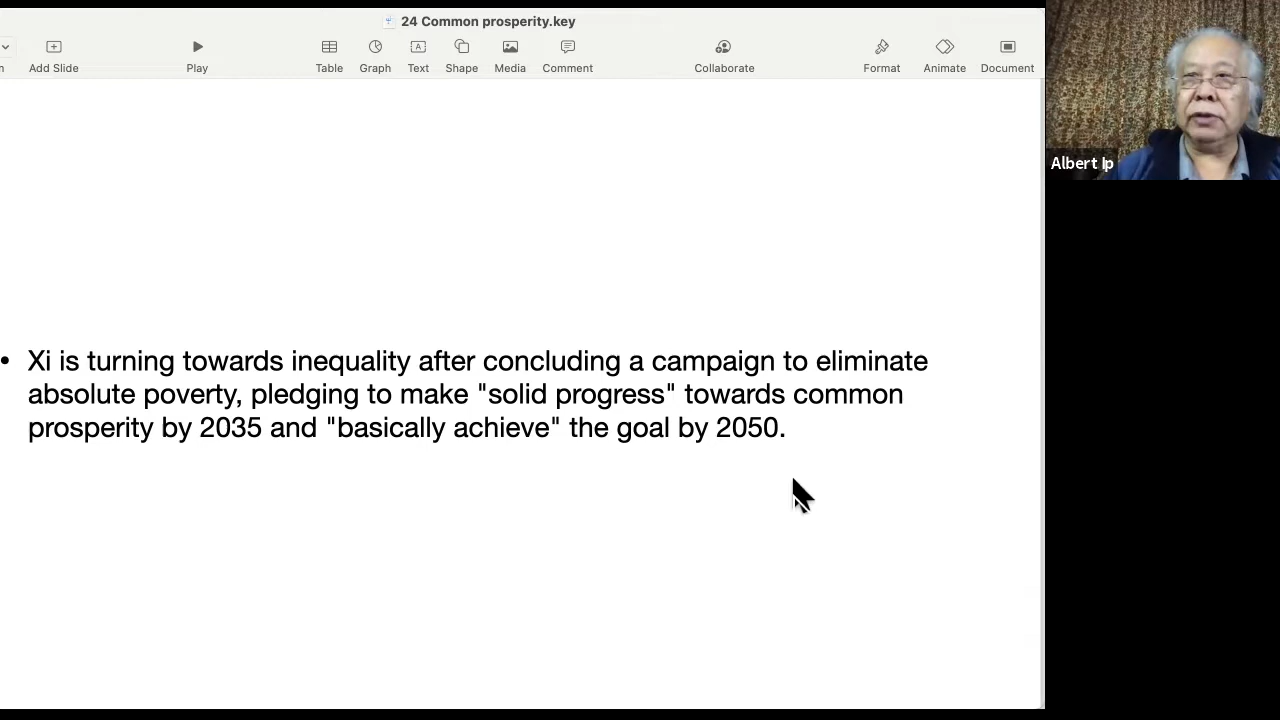 24 Common prosperity.key
Add Slide
Play
Table
Graph
Text
Shape
Media
Comment
Collaborate
Format
Animate
Document
Albert Ip
• Xi is turning towards inequality after concluding a campaign to eliminate
absolute poverty, pledging to make "solid progress" towards common
prosperity by 2035 and "basically achieve" the goal by 2050.